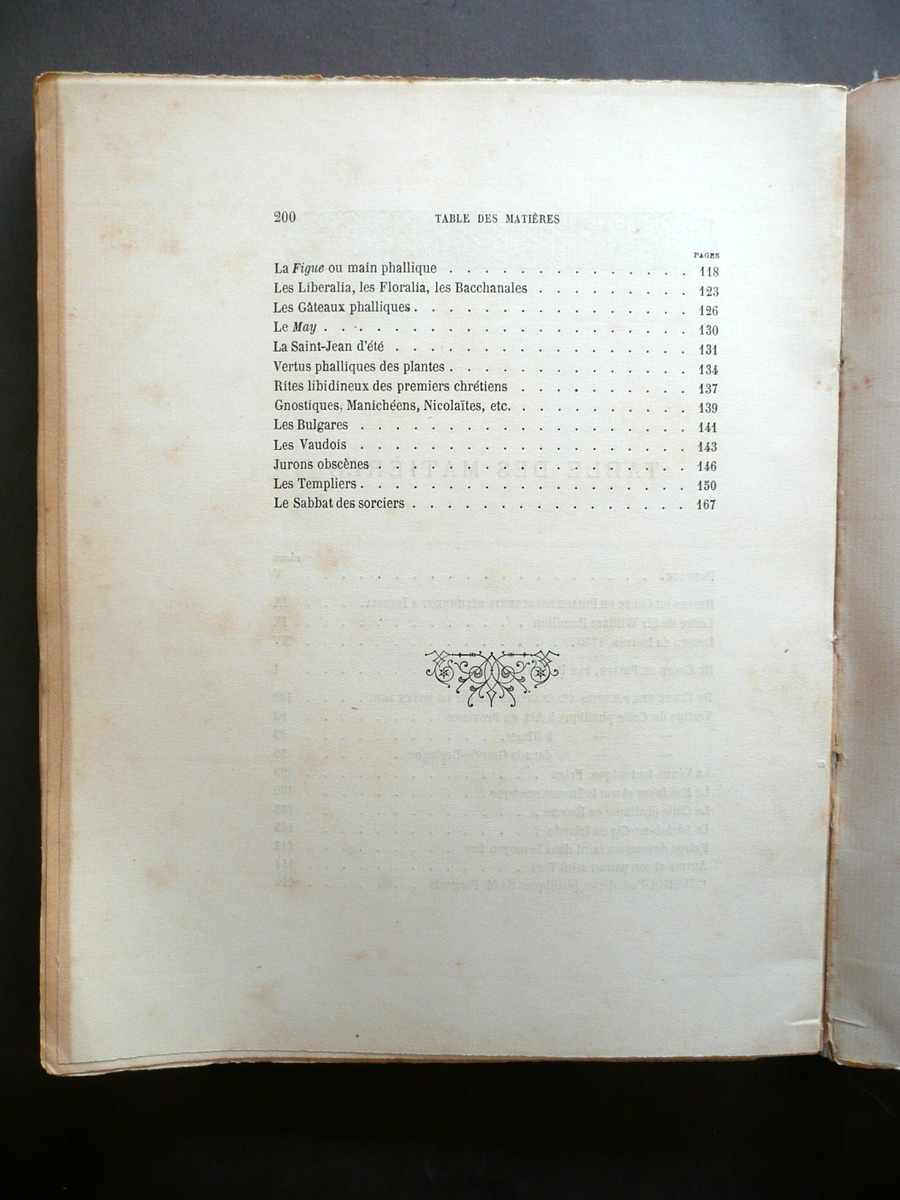 200 TABLE DES MATIÈRES
PAGES
La Figue ou main phallique . . . . . . . . . . . . . . 118
Les Liberalia, les Floralia, les Bacchanales . . . . . . . . . 123
Les Gâteaux phalliques . . . . . . . . . . . . . . . . 126
Le May . . . . . . . . . . . . . . . . . . . . . 130
La Saint-Jean d'été . . . . . . . . . . . . . . . . . 131
Vertus phalliques des plantes . . . . . . . . . . . . . . 134
Rites libidineux des premiers chrétiens . . . . . . . . . . 137
Gnostiques, Manichéens, Nicolaïtes, etc. . . . . . . . . . . 139
Les Bulgares . . . . . . . . . . . . . . . . . . . 141
Les Vaudois . . . . . . . . . . . . . . . . . . . 143
Jurons obscènes . . . . . . . . . . . . . . . . . . 146
Les Templiers . . . . . . . . . . . . . . . . . . . 150
Le Sabbat des sorciers . . . . . . . . . . . . . . . . 167